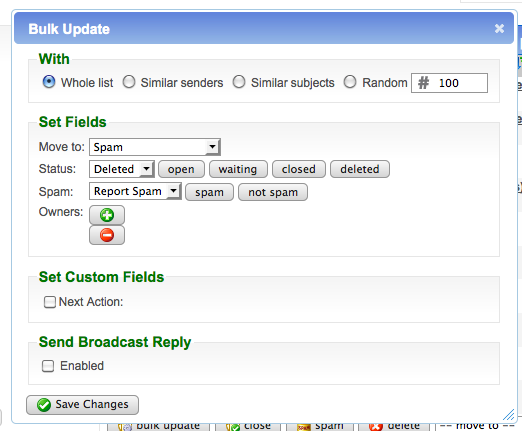 Bulk Update
With
Whole list Similar senders Similar subjects Random # 100
Set Fields
Move to: Spam
Status: Deleted open waiting closed deleted
Spam: Report Spam spam not spam
Owners:
Set Custom Fields
Next Action:
Send Broadcast Reply
Enabled
Save Changes
bulk update close spam delete -- move to --